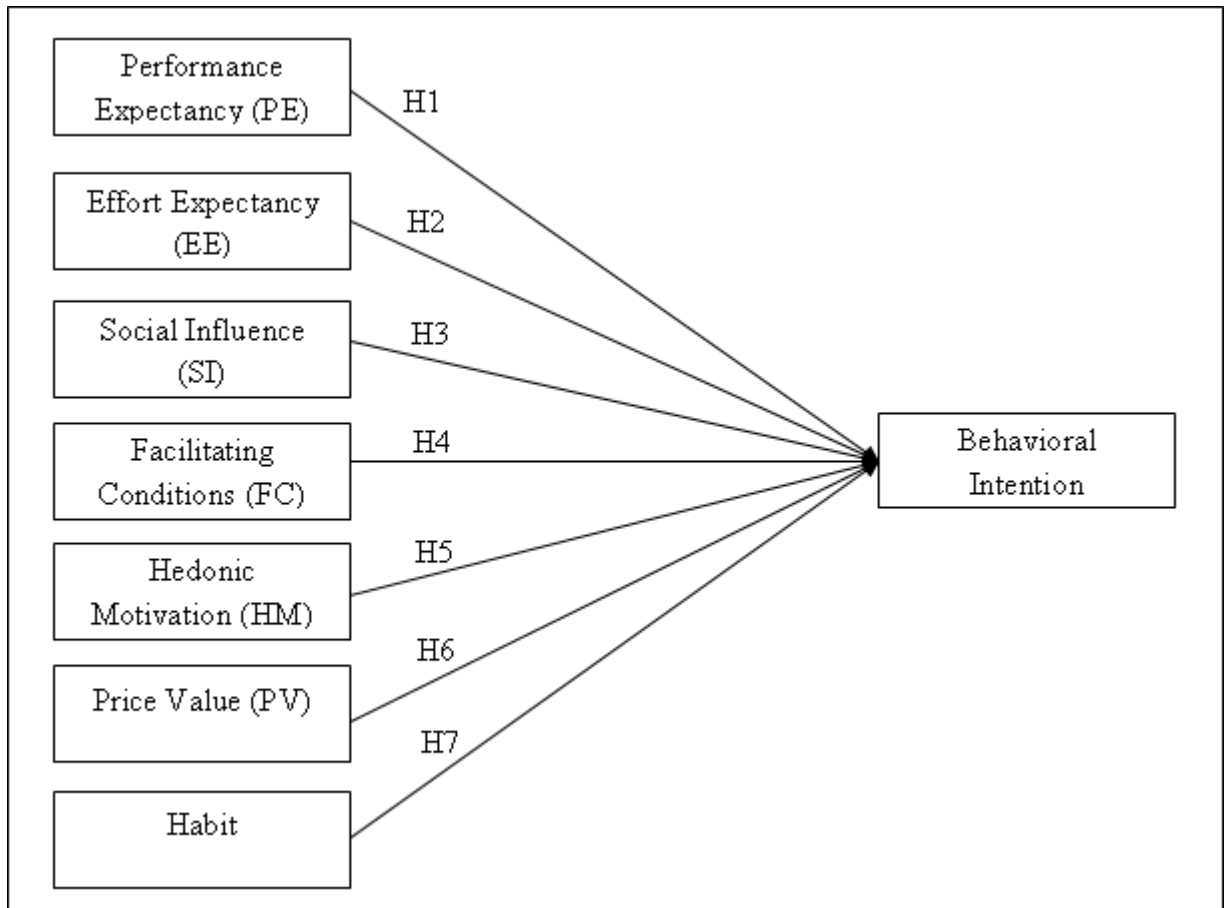 Performance
Expectancy (PE)
H1
Effort Expectancy
(EE)
H2
Social Influence
(SI)
H3
Facilitating
Conditions (FC)
H4
Behavioral
Intention
Hedonic
Motivation (HM)
H5
Price Value (PV)
H6
Habit
H7